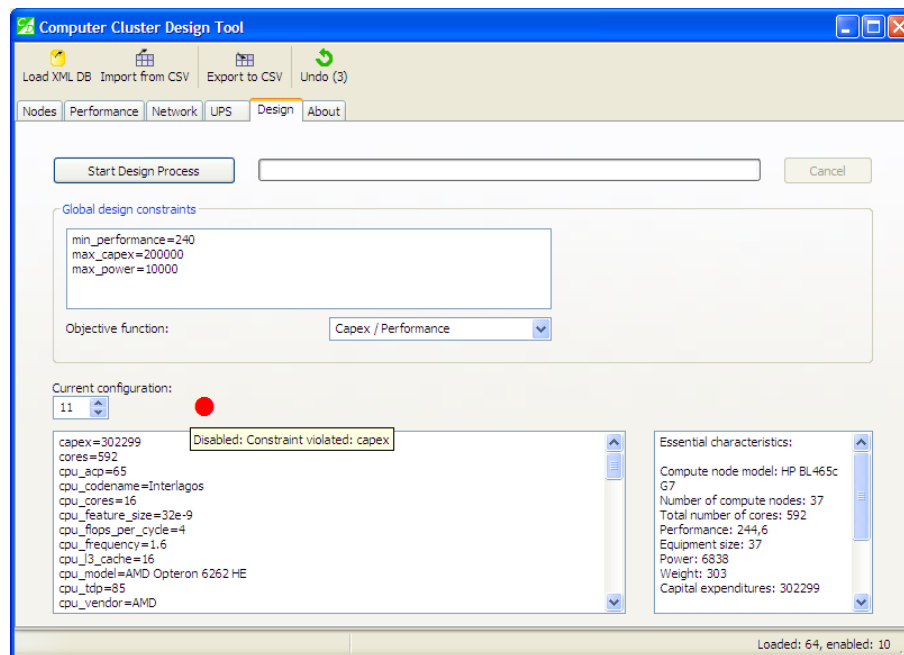 Computer Cluster Design Tool
Load XML DB Import from CSV Export to CSV Undo (3)
Nodes Performance Network UPS Design About
Start Design Process Cancel
Global design constraints
min_performance=240
max_capex=200000
max_power=10000
Objective function: Capex / Performance
Current configuration:
11
Disabled: Constraint violated: capex
capex=302299
cores=592
cpu_acp=65
cpu_codename=Interlagos
cpu_cores=16
cpu_feature_size=32e-9
cpu_flops_per_cycle=4
cpu_frequency=1.6
cpu_l3_cache=16
cpu_model=AMD Opteron 6262 HE
cpu_tdp=85
cpu_vendor=AMD
Essential characteristics:
Compute node model: HP BL465c
G7
Number of compute nodes: 37
Total number of cores: 592
Performance: 244,6
Equipment size: 37
Power: 6838
Weight: 303
Capital expenditures: 302299
Loaded: 64, enabled: 10